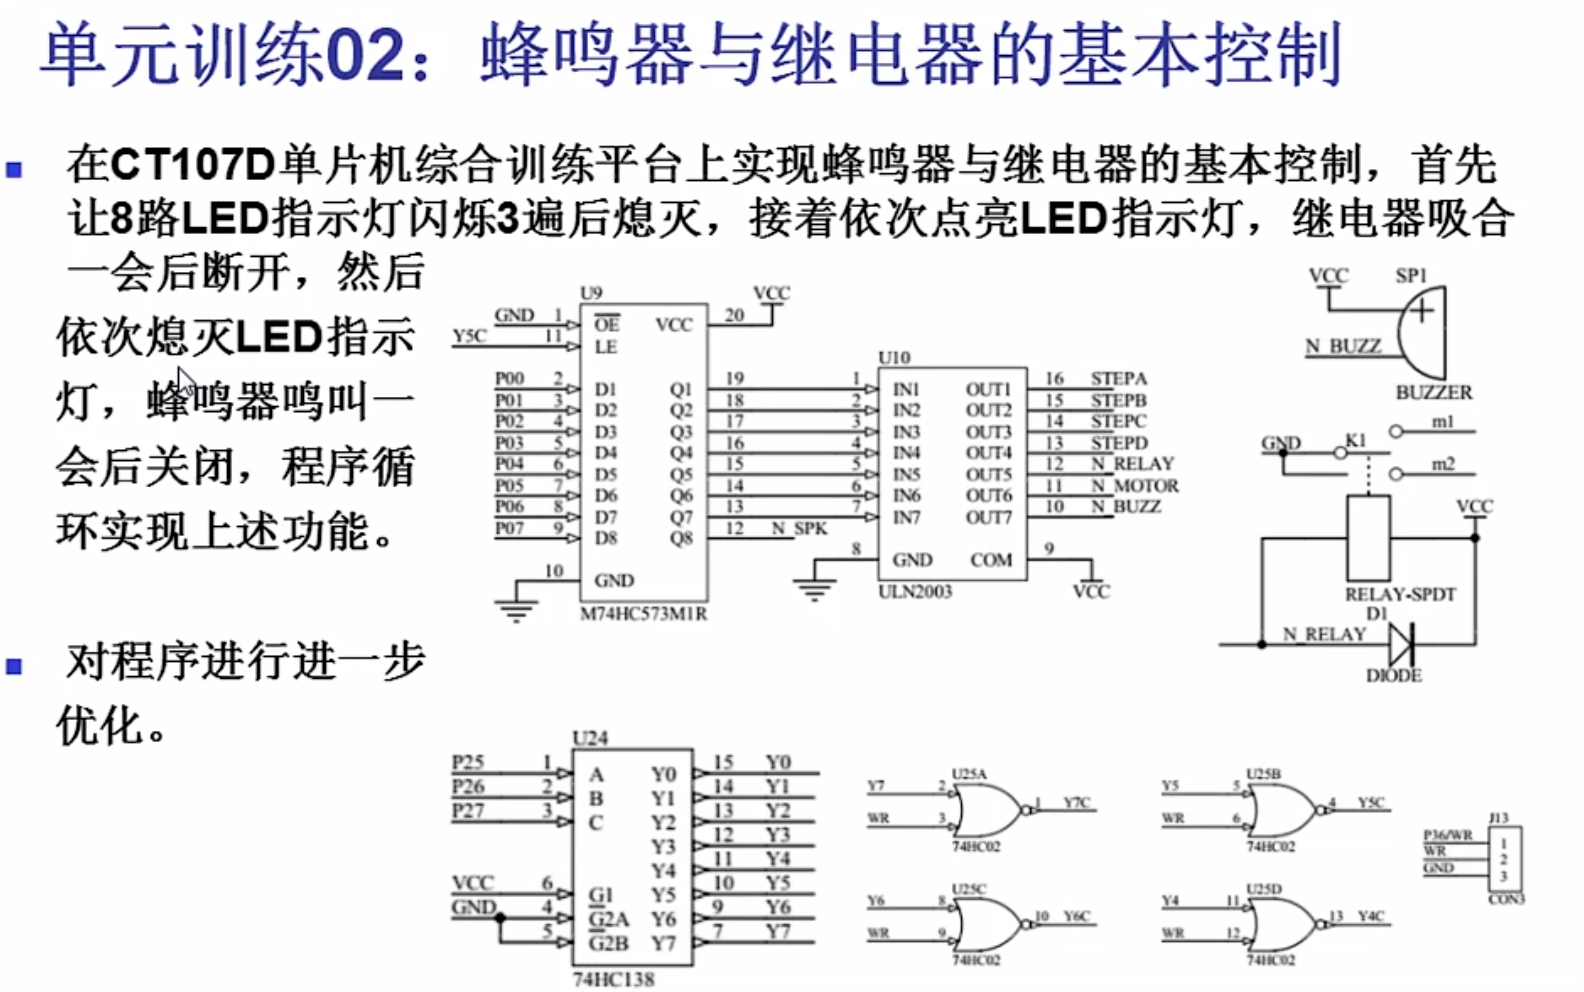 单元训练02：蜂鸣器与继电器的基本控制
在CT107D单片机综合训练平台上实现蜂鸣器与继电器的基本控制，首先
让8路LED指示灯闪烁3遍后熄灭，接着依次点亮LED指示灯，继电器吸合
一会后断开，然后
依次熄灭LED指示
灯，蜂鸣器鸣叫一
会后关闭，程序循
环实现上述功能。
对程序进行进一步
优化。
U9
GND 1 OE VCC 20 VCC
Y5C 11 LE
P00 2 D1 Q1 19
P01 3 D2 Q2 18
P02 4 D3 Q3 17
P03 5 D4 Q4 16
P04 6 D5 Q5 15
P05 7 D6 Q6 14
P06 8 D7 Q7 13
P07 9 D8 Q8 12 N_SPK
10 GND
M74HC573M1R
U10
1 IN1 OUT1 16 STEPA
2 IN2 OUT2 15 STEPB
3 IN3 OUT3 14 STEPC
4 IN4 OUT4 13 STEPD
5 IN5 OUT5 12 N_RELAY
6 IN6 OUT6 11 N_MOTOR
7 IN7 OUT7 10 N_BUZZ
8 GND COM 9
ULN2003 VCC
VCC SP1
N_BUZZ
BUZZER
m1
GND K1
m2
VCC
RELAY-SPDT
D1
N_RELAY
DIODE
U24
P25 1 A Y0 15 Y0
P26 2 B Y1 14 Y1
P27 3 C Y2 13 Y2
Y3 12 Y3
Y4 11 Y4
VCC 6 G1 Y5 10 Y5
GND 4 G2A Y6 9 Y6
5 G2B Y7 7 Y7
74HC138
U25A
Y7 2
1 Y7C
WR 3
74HC02
U25B
Y5 5
4 Y5C
WR 6
74HC02
U25C
Y6 8
10 Y6C
WR 9
74HC02
U25D
Y4 11
13 Y4C
WR 12
74HC02
J13
P36/WR 1
WR 2
GND 3
CON3